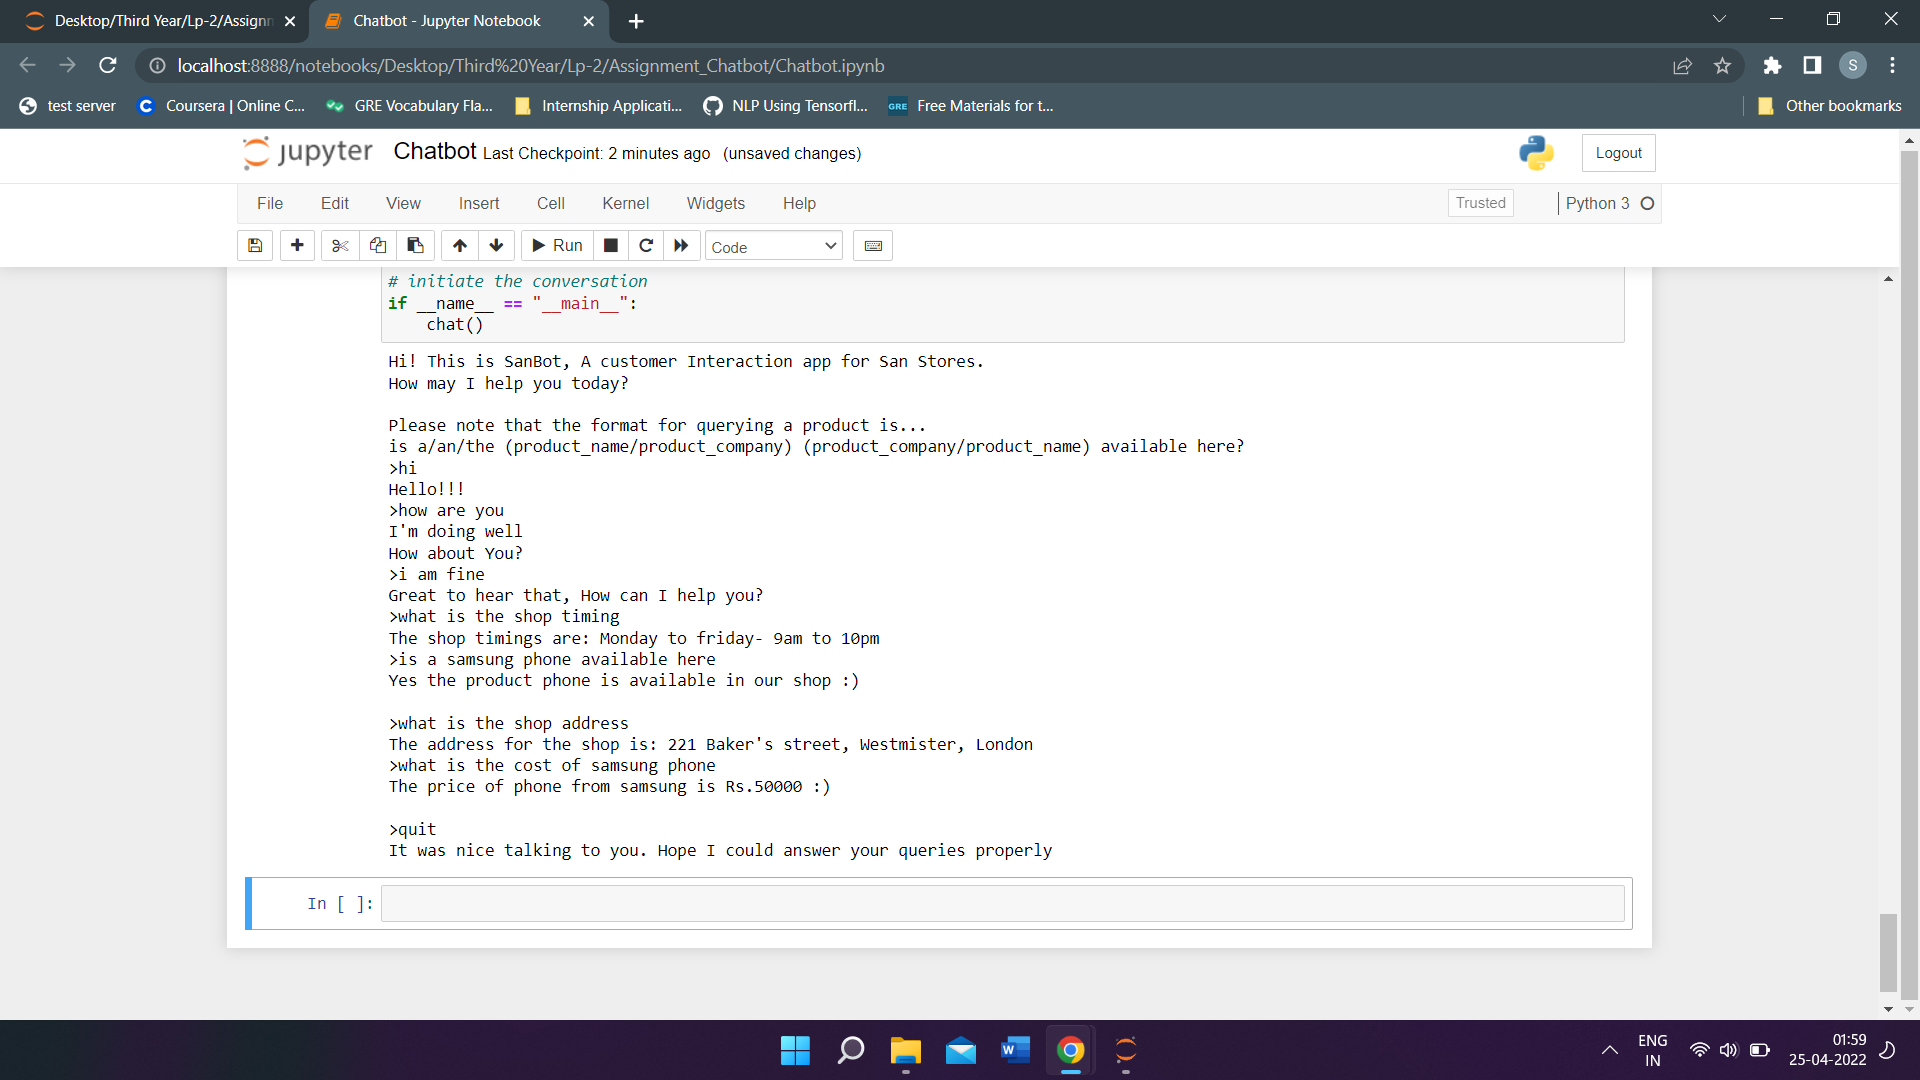 Desktop/Third Year/Lp-2/Assignn
Chatbot - Jupyter Notebook
localhost:8888/notebooks/Desktop/Third%20Year/Lp-2/Assignment_Chatbot/Chatbot.ipynb
S
test server
C Coursera | Online C...
GRE Vocabulary Fla...
Internship Applicati...
NLP Using Tensorfl...
GRE Free Materials for t...
Other bookmarks
jupyter Chatbot Last Checkpoint: 2 minutes ago (unsaved changes)
Logout
File Edit View Insert Cell Kernel Widgets Help
Trusted
Python 3
Run
Code
# initiate the conversation
if __name__ == "__main__":
    chat()
Hi! This is SanBot, A customer Interaction app for San Stores.
How may I help you today?
Please note that the format for querying a product is...
is a/an/the (product_name/product_company) (product_company/product_name) available here?
>hi
Hello!!!
>how are you
I'm doing well
How about You?
>i am fine
Great to hear that, How can I help you?
>what is the shop timing
The shop timings are: Monday to friday- 9am to 10pm
>is a samsung phone available here
Yes the product phone is available in our shop :)
>what is the shop address
The address for the shop is: 221 Baker's street, Westmister, London
>what is the cost of samsung phone
The price of phone from samsung is Rs.50000 :)
>quit
It was nice talking to you. Hope I could answer your queries properly
In [ ]:
W
ENG
IN
01:59
25-04-2022